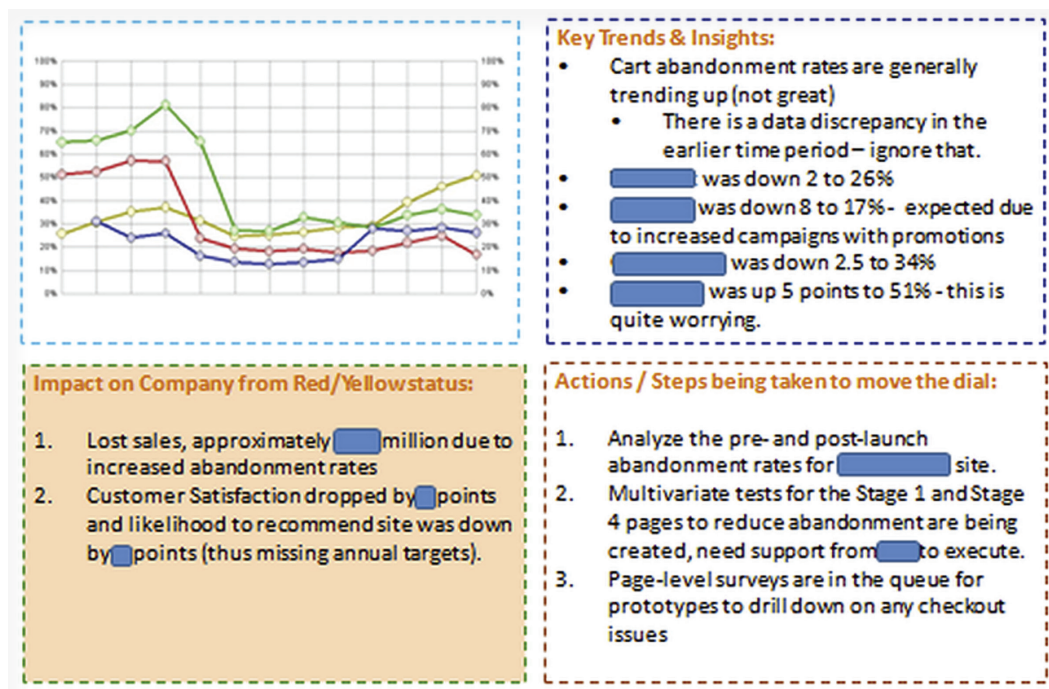 100%
90%
80%
70%
60%
50%
40%
30%
20%
10%
0%
100%
90%
80%
70%
60%
50%
40%
30%
20%
10%
0%
Key Trends & Insights:
• Cart abandonment rates are generally
trending up (not great)
• There is a data discrepancy in the
earlier time period – ignore that.
• was down 2 to 26%
• was down 8 to 17% - expected due
to increased campaigns with promotions
• was down 2.5 to 34%
• was up 5 points to 51% - this is
quite worrying.
Impact on Company from Red/Yellow status:
1. Lost sales, approximately million due to
increased abandonment rates
2. Customer Satisfaction dropped by points
and likelihood to recommend site was down
by points (thus missing annual targets).
Actions / Steps being taken to move the dial:
1. Analyze the pre- and post-launch
abandonment rates for site.
2. Multivariate tests for the Stage 1 and Stage
4 pages to reduce abandonment are being
created, need support from to execute.
3. Page-level surveys are in the queue for
prototypes to drill down on any checkout
issues